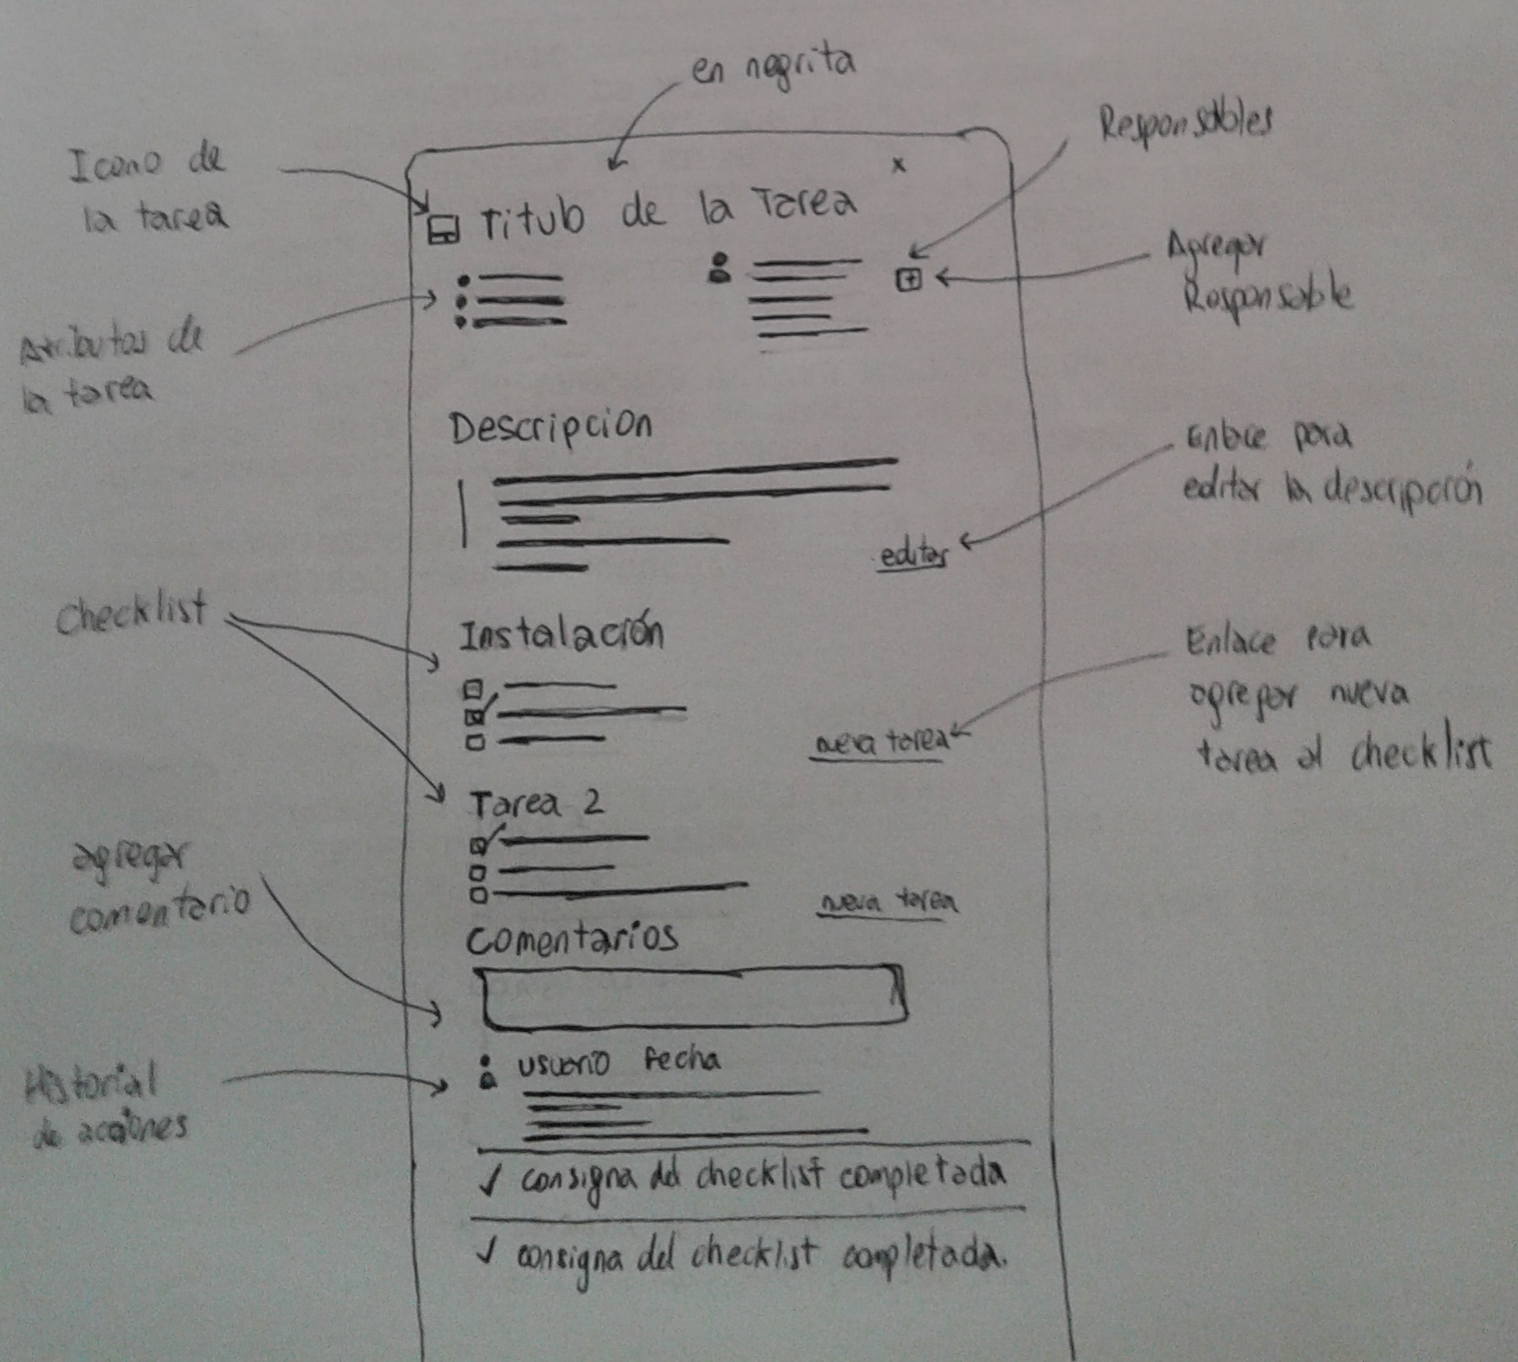 en negrita
Responsables
Icono de
la tarea
x
Titulo de la Tarea
Agregar
Responsable
Atributos de
la tarea
Descripcion
Enlace para
editar la descripción
editar
Checklist
Instalación
Enlace para
agregar nueva
tarea al checklist
nueva tarea
Tarea 2
agregar
comentario
nueva tarea
Comentarios
usuario fecha
Historial
de acciones
✓ consigna del checklist completada
✓ consigna del checklist completada.